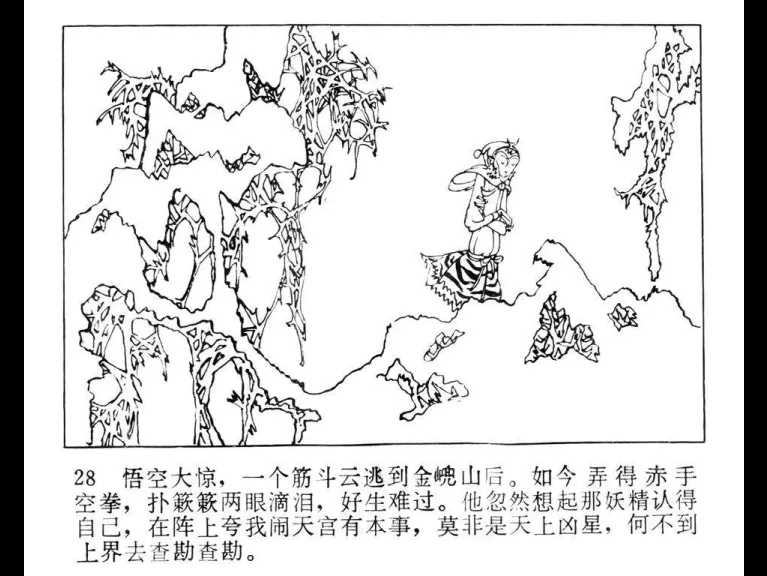 28 悟空大惊，一个筋斗云逃到金𠒎山后。如今弄得赤手
空拳，扑簌簌两眼滴泪，好生难过。他忽然想起那妖精认得
自己，在阵上夸我闹天宫有本事，莫非是天上凶星，何不到
上界去查勘查勘。